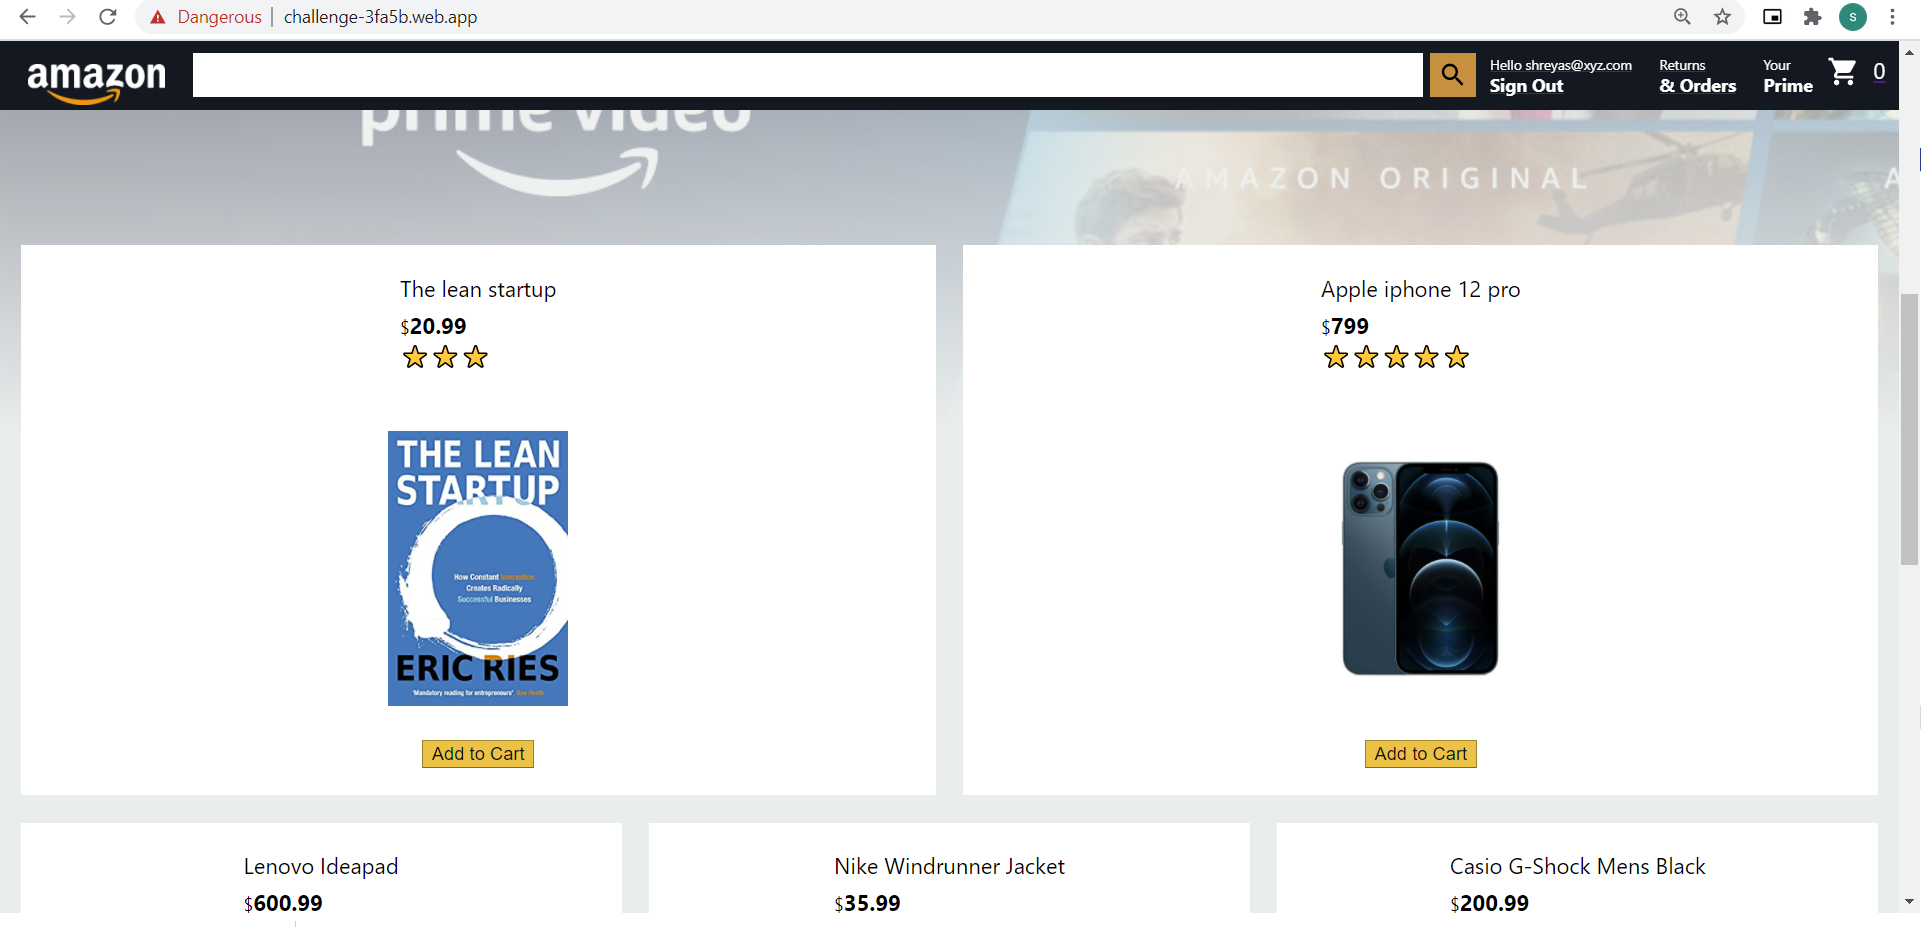 Dangerous | challenge-3fa5b.web.app
s
amazon
Hello shreyas@xyz.com
Sign Out
Returns
& Orders
Your
Prime
0
prime video
AMAZON ORIGINAL
A
The lean startup
$20.99
THE LEAN
STARTUP
How Constant Innovation
Creates Radically
Successful Businesses
ERIC RIES
'Mandatory reading for entrepreneurs' Dan Heath
Add to Cart
Apple iphone 12 pro
$799
Add to Cart
Lenovo Ideapad
$600.99
Nike Windrunner Jacket
$35.99
Casio G-Shock Mens Black
$200.99